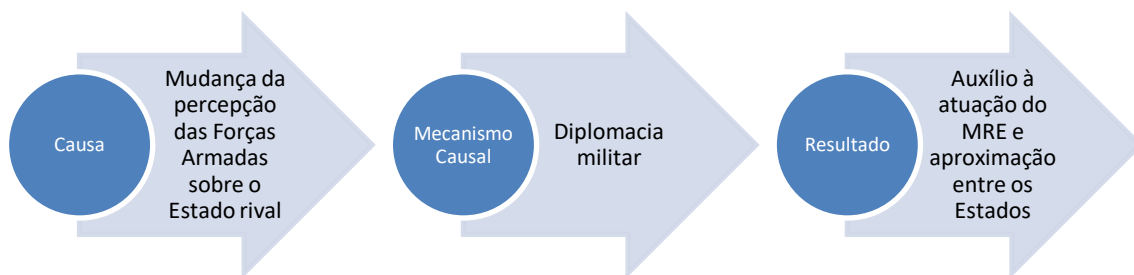 Causa
Mudança da
percepção
das Forças
Armadas
sobre o
Estado rival
Mecanismo
Causal
Diplomacia
militar
Resultado
Auxílio à
atuação do
MRE e
aproximação
entre os
Estados